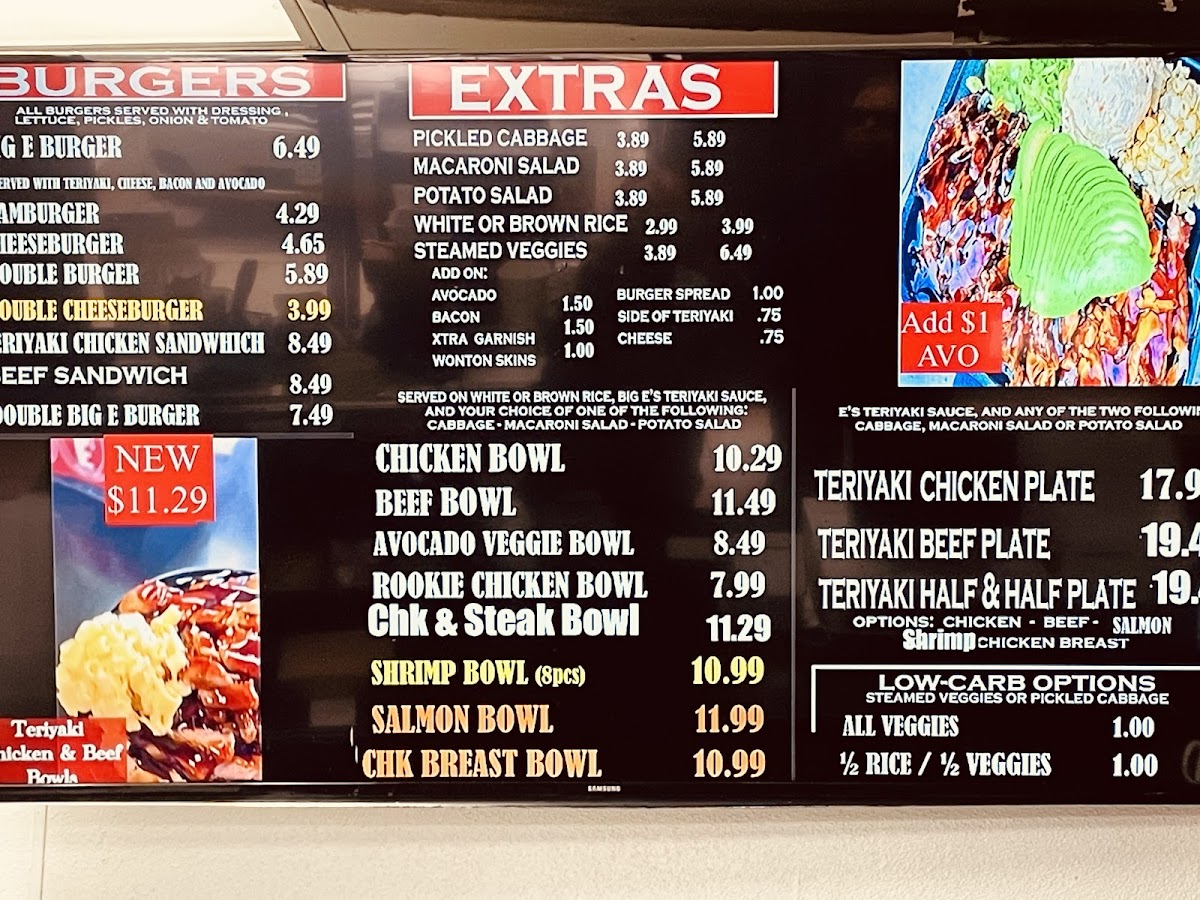 BURGERS
ALL BURGERS SERVED WITH DRESSING,
LETTUCE, PICKLES, ONION & TOMATO
IG E BURGER 6.49
ERVED WITH TERIYAKI, CHEESE, BACON AND AVOCADO
AMBURGER 4.29
HEESEBURGER 4.65
OUBLE BURGER 5.89
OUBLE CHEESEBURGER 3.99
ERIYAKI CHICKEN SANDWHICH 8.49
BEEF SANDWICH 8.49
DOUBLE BIG E BURGER 7.49
NEW
$11.29
Teriyaki
hicken & Beef
Bowls
EXTRAS
PICKLED CABBAGE 3.89 5.89
MACARONI SALAD 3.89 5.89
POTATO SALAD 3.89 5.89
WHITE OR BROWN RICE 2.99 3.99
STEAMED VEGGIES 3.89 6.49
ADD ON:
AVOCADO 1.50
BACON 1.50
XTRA GARNISH 1.00
WONTON SKINS
BURGER SPREAD 1.00
SIDE OF TERIYAKI .75
CHEESE .75
SERVED ON WHITE OR BROWN RICE, BIG E'S TERIYAKI SAUCE,
AND YOUR CHOICE OF ONE OF THE FOLLOWING:
CABBAGE - MACARONI SALAD - POTATO SALAD
CHICKEN BOWL 10.29
BEEF BOWL 11.49
AVOCADO VEGGIE BOWL 8.49
ROOKIE CHICKEN BOWL 7.99
Chk & Steak Bowl 11.29
SHRIMP BOWL (8pcs) 10.99
SALMON BOWL 11.99
CHK BREAST BOWL 10.99
SAMSUNG
Add $1
AVO
E'S TERIYAKI SAUCE, AND ANY OF THE TWO FOLLOWIN
CABBAGE, MACARONI SALAD OR POTATO SALAD
TERIYAKI CHICKEN PLATE 17.9
TERIYAKI BEEF PLATE 19.4
TERIYAKI HALF & HALF PLATE 19.
OPTIONS: CHICKEN - BEEF - SALMON
Shrimp CHICKEN BREAST
LOW-CARB OPTIONS
STEAMED VEGGIES OR PICKLED CABBAGE
ALL VEGGIES 1.00
½ RICE / ½ VEGGIES 1.00